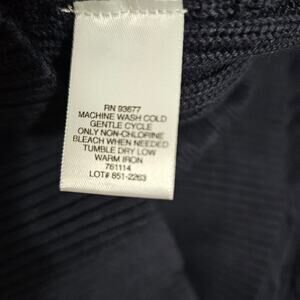 RN 93677
MACHINE WASH COLD
GENTLE CYCLE
ONLY NON-CHLORINE
BLEACH WHEN NEEDED
TUMBLE DRY LOW
WARM IRON
761114
LOT# 851-2263